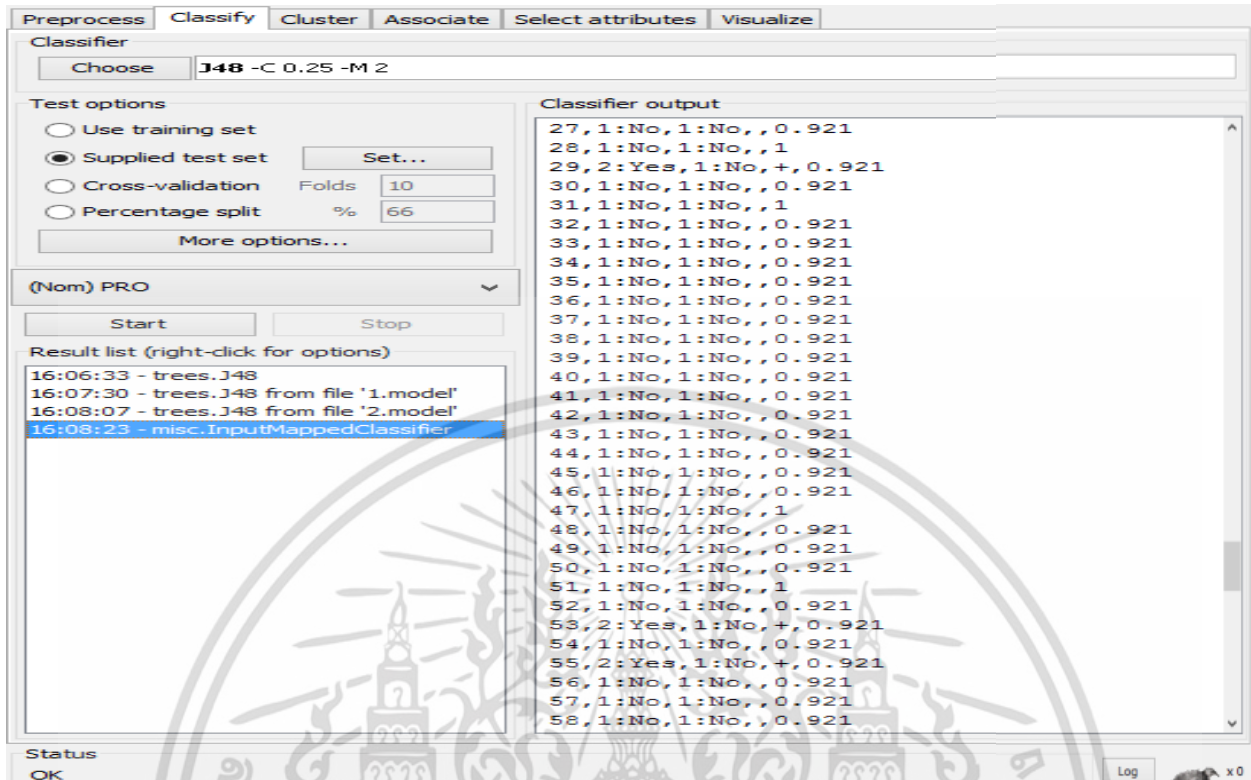 Preprocess Classify Cluster Associate Select attributes Visualize
Classifier
Choose J48 -C 0.25 -M 2
Test options
Use training set
Supplied test set Set...
Cross-validation Folds 10
Percentage split % 66
More options...
(Nom) PRO
Start Stop
Result list (right-click for options)
16:06:33 - trees.J48
16:07:30 - trees.J48 from file '1.model'
16:08:07 - trees.J48 from file '2.model'
16:08:23 - misc.InputMappedClassifier
Classifier output
27,1:No,1:No,,0.921
28,1:No,1:No,,1
29,2:Yes,1:No,+,0.921
30,1:No,1:No,,0.921
31,1:No,1:No,,1
32,1:No,1:No,,0.921
33,1:No,1:No,,0.921
34,1:No,1:No,,0.921
35,1:No,1:No,,0.921
36,1:No,1:No,,0.921
37,1:No,1:No,,0.921
38,1:No,1:No,,0.921
39,1:No,1:No,,0.921
40,1:No,1:No,,0.921
41,1:No,1:No,,0.921
42,1:No,1:No,,0.921
43,1:No,1:No,,0.921
44,1:No,1:No,,0.921
45,1:No,1:No,,0.921
46,1:No,1:No,,0.921
47,1:No,1:No,,1
48,1:No,1:No,,0.921
49,1:No,1:No,,0.921
50,1:No,1:No,,0.921
51,1:No,1:No,,1
52,1:No,1:No,,0.921
53,2:Yes,1:No,+,0.921
54,1:No,1:No,,0.921
55,2:Yes,1:No,+,0.921
56,1:No,1:No,,0.921
57,1:No,1:No,,0.921
58,1:No,1:No,,0.921
Status
OK
Log x 0